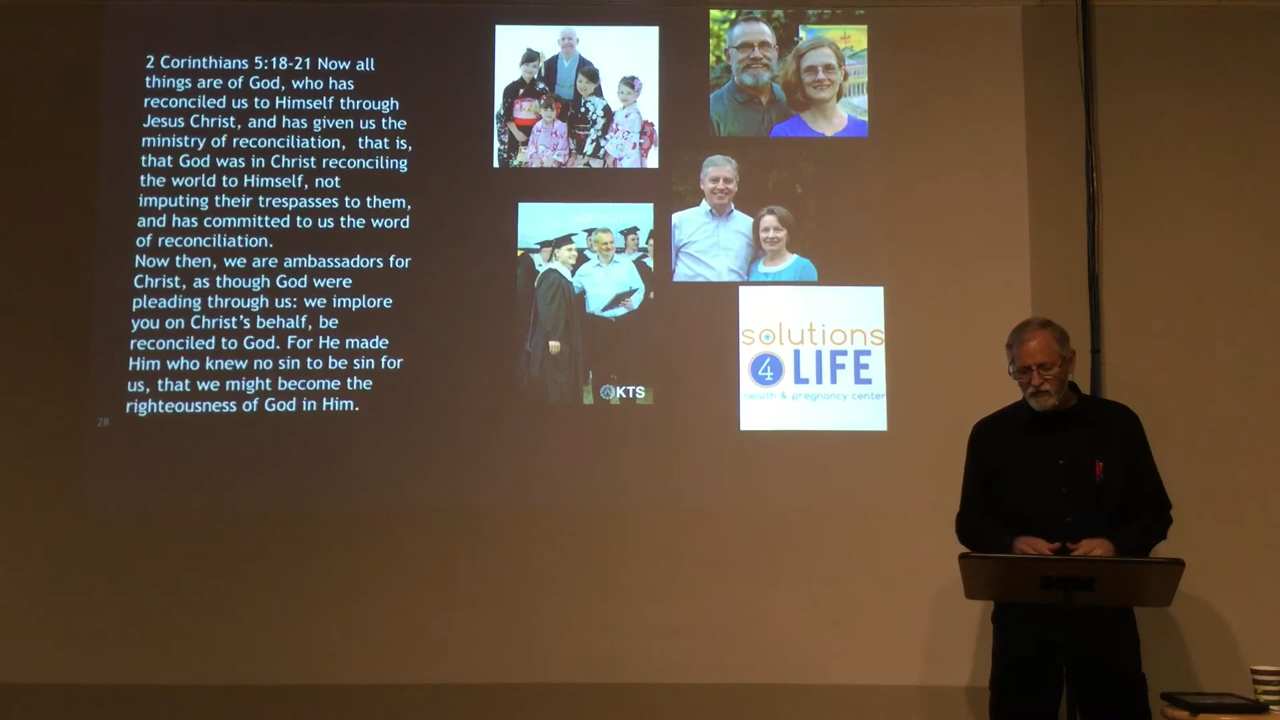 2 Corinthians 5:18-21 Now all
things are of God, who has
reconciled us to Himself through
Jesus Christ, and has given us the
ministry of reconciliation,  that is,
that God was in Christ reconciling
the world to Himself, not
imputing their trespasses to them,
and has committed to us the word
of reconciliation.
Now then, we are ambassadors for
Christ, as though God were
pleading through us: we implore
you on Christ’s behalf, be
reconciled to God. For He made
Him who knew no sin to be sin for
us, that we might become the
righteousness of God in Him.
28
KTS
solutions
4 LIFE
health & pregnancy center